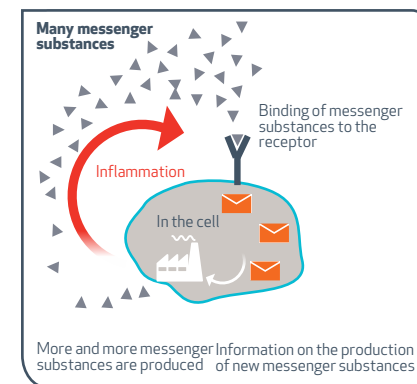 Many messenger
substances
Binding of messenger
substances to the
receptor
Inflammation
In the cell
More and more messenger
substances are produced
Information on the production
of new messenger substances